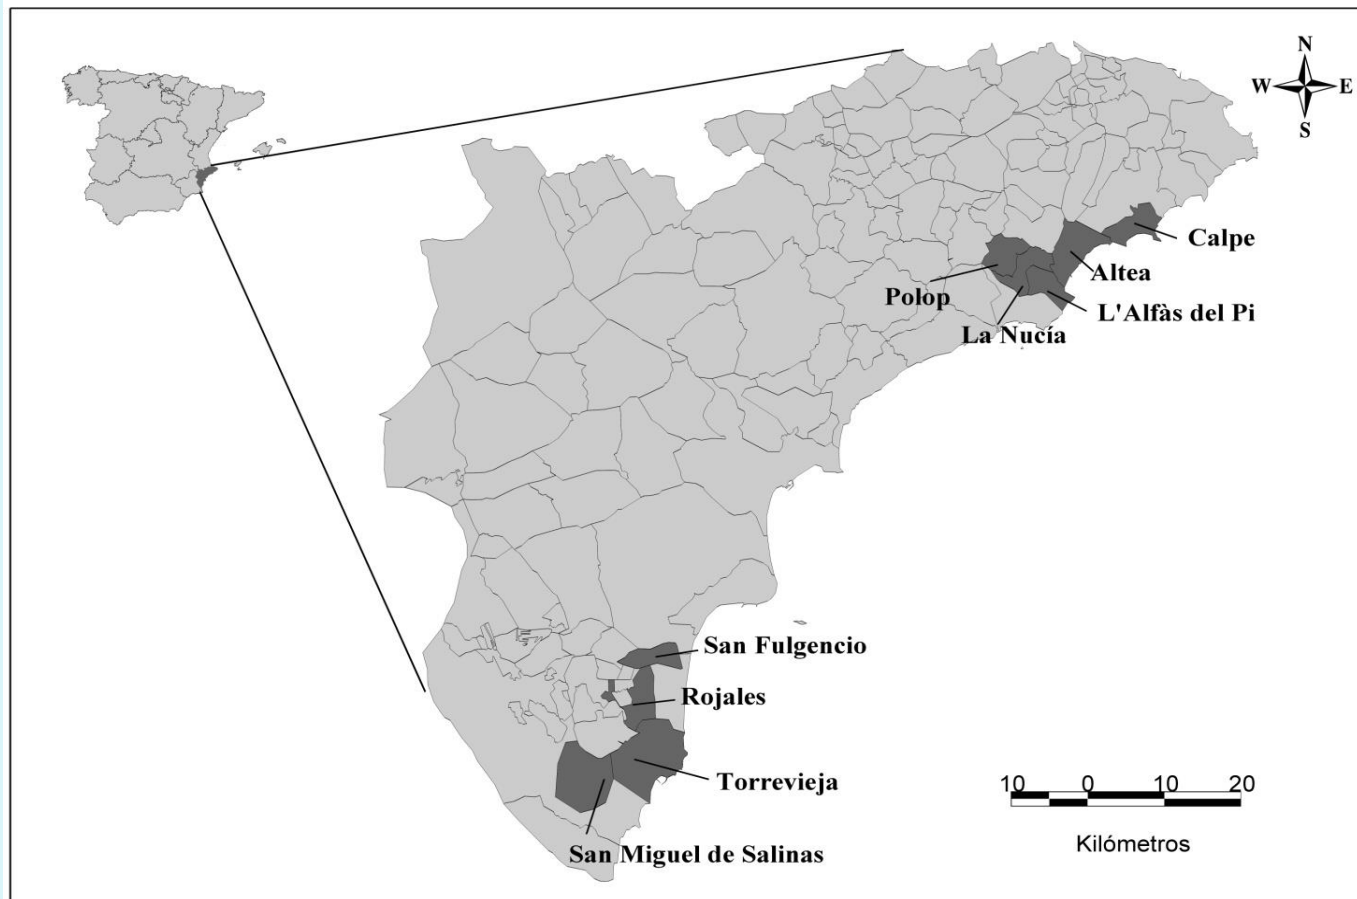 N
W E
S
Calpe
Altea
Polop
L'Alfàs del Pi
La Nucía
San Fulgencio
Rojales
Torrevieja
10 0 10 20
Kilómetros
San Miguel de Salinas